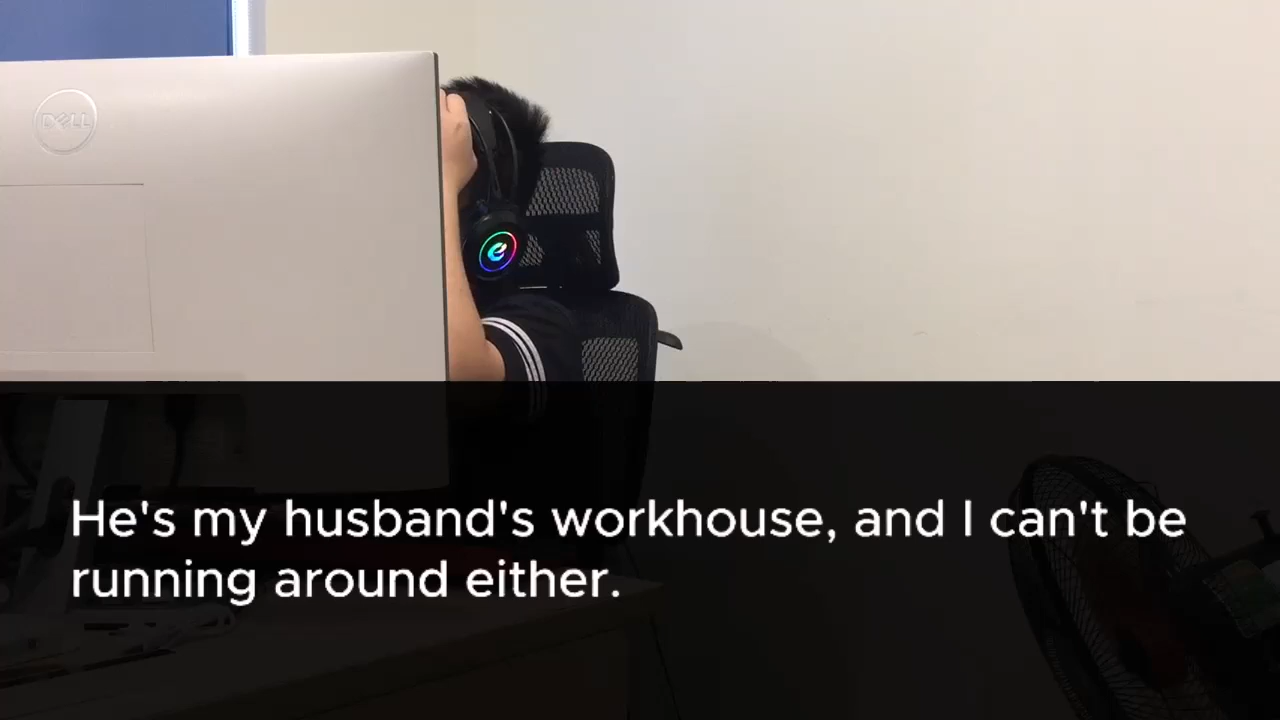 DELL
He's my husband's workhouse, and I can't be
running around either.